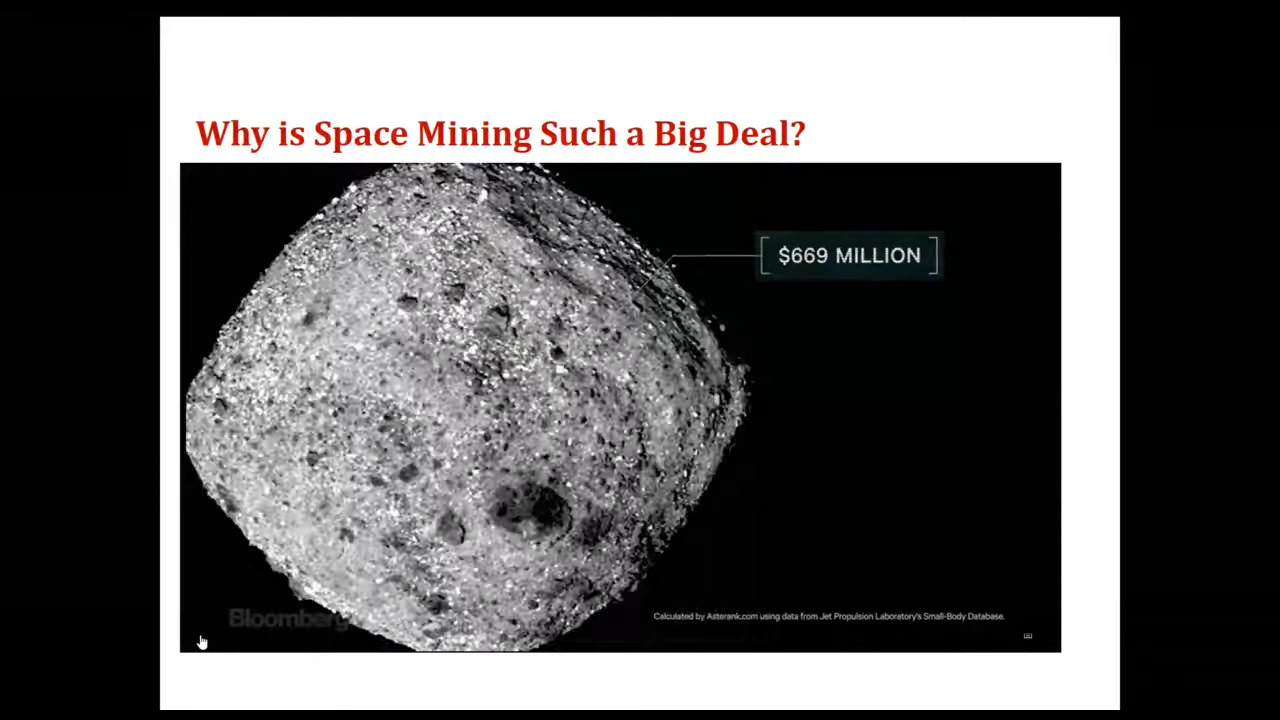 Why is Space Mining Such a Big Deal?
$669 MILLION
Bloomberg
Calculated by Asterank.com using data from Jet Propulsion Laboratory's Small-Body Database.